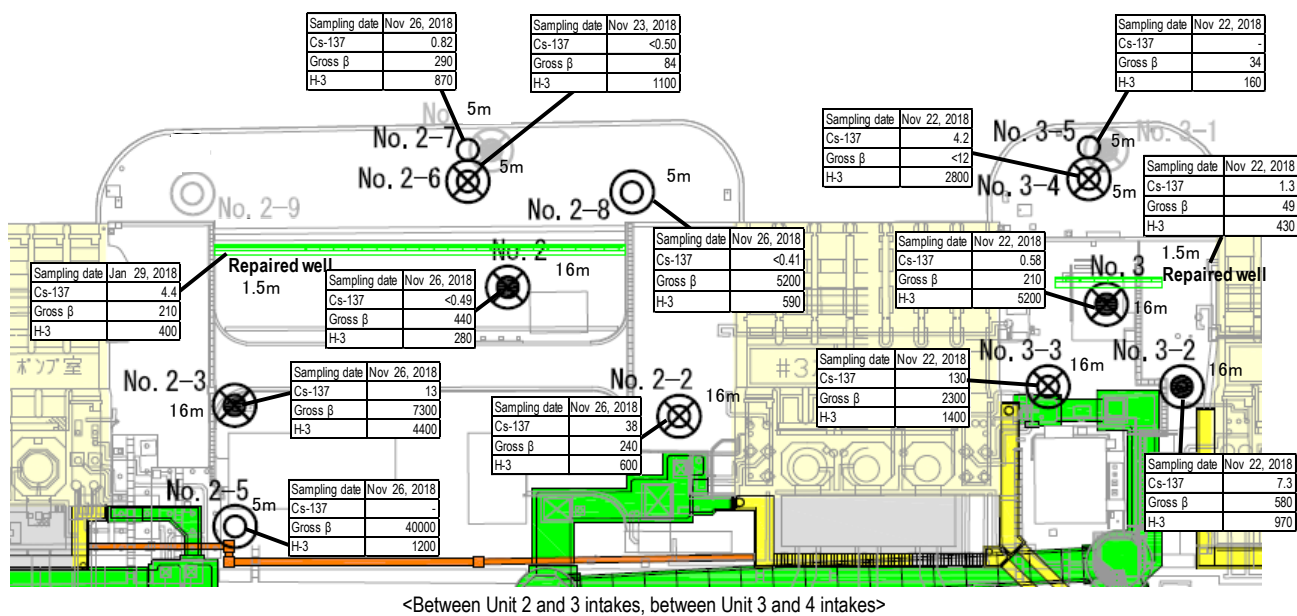 Sampling date Nov 26, 2018
Cs-137 0.82
Gross β 290
H-3 870
Sampling date Nov 23, 2018
Cs-137 <0.50
Gross β 84
H-3 1100
Sampling date Nov 22, 2018
Cs-137 -
Gross β 34
H-3 160
Sampling date Nov 22, 2018
Cs-137 4.2
Gross β <12
H-3 2800
Sampling date Nov 22, 2018
Cs-137 1.3
Gross β 49
H-3 430
No. 5m
No. 2-7
5m
No. 2-6
No. 3-5
No. 3-1
5m
No. 3-4
5m
No. 2-9
No. 2-8
5m
Sampling date Jan 29, 2018
Cs-137 4.4
Gross β 210
H-3 400
Repaired well
1.5m
No. 2
16m
Sampling date Nov 26, 2018
Cs-137 <0.49
Gross β 440
H-3 280
Sampling date Nov 26, 2018
Cs-137 <0.41
Gross β 5200
H-3 590
Sampling date Nov 22, 2018
Cs-137 0.58
Gross β 210
H-3 5200
1.5m
Repaired well
No. 3
16m
ポンプ室
No. 2-3
16m
Sampling date Nov 26, 2018
Cs-137 13
Gross β 7300
H-3 4400
Sampling date Nov 26, 2018
Cs-137 38
Gross β 240
H-3 600
No. 2-2
16m
#3
Sampling date Nov 22, 2018
Cs-137 130
Gross β 2300
H-3 1400
No. 3-3
16m
No. 3-2
16m
Sampling date Nov 22, 2018
Cs-137 7.3
Gross β 580
H-3 970
No. 2-5
5m
Sampling date Nov 26, 2018
Cs-137 -
Gross β 40000
H-3 1200
<Between Unit 2 and 3 intakes, between Unit 3 and 4 intakes>